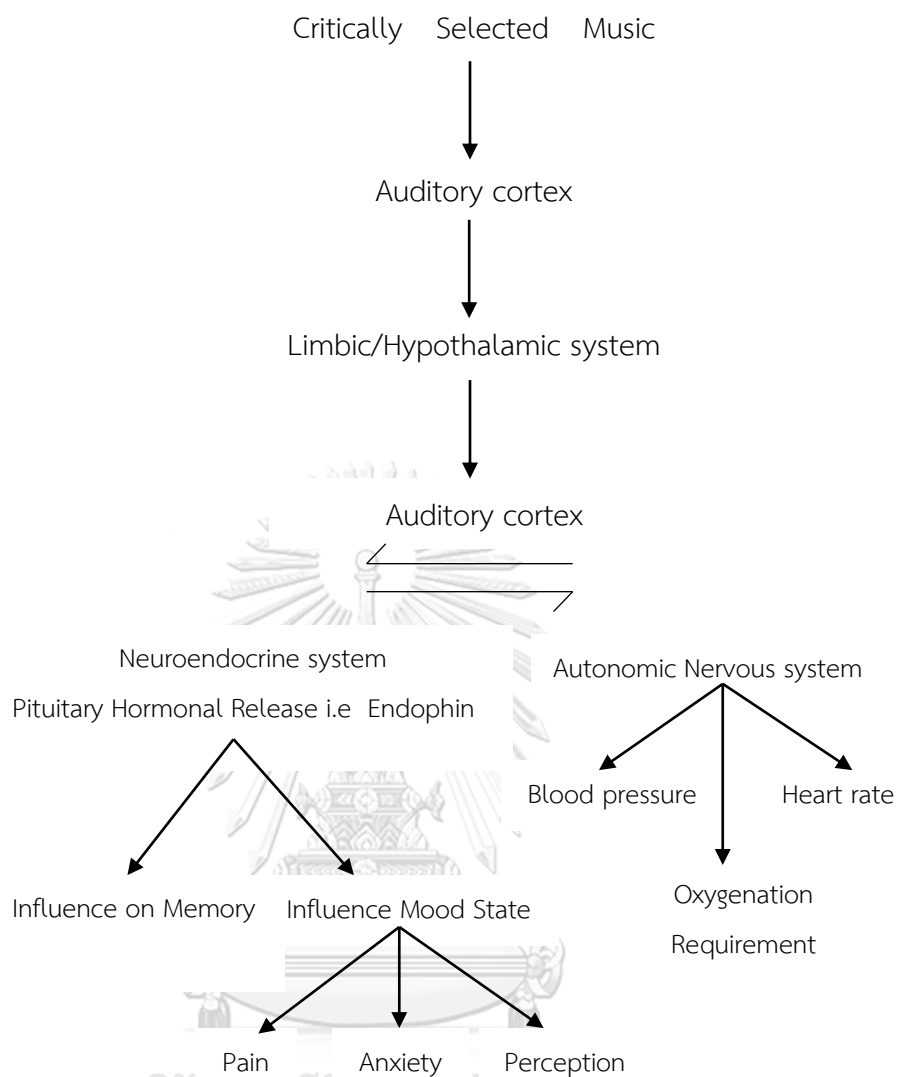 Critically Selected Music
Auditory cortex
Limbic/Hypothalamic system
Auditory cortex
Neuroendocrine system
Pituitary Hormonal Release i.e Endophin
Autonomic Nervous system
Blood pressure
Heart rate
Oxygenation
Requirement
Influence on Memory
Influence Mood State
Pain
Anxiety
Perception